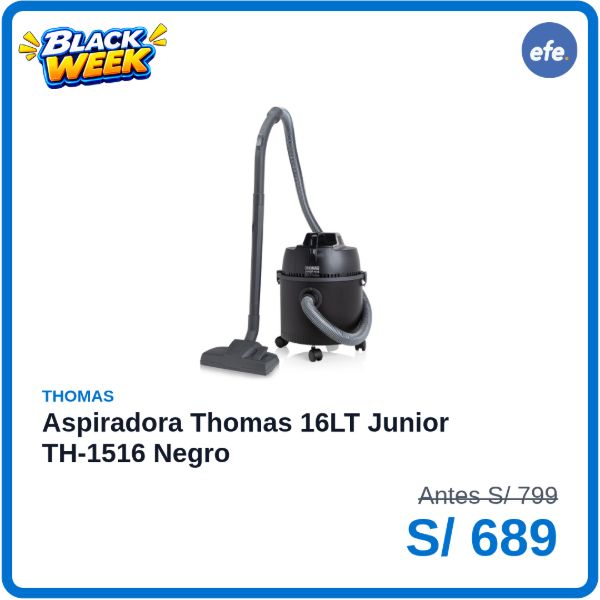 BLACK
WEEK
efe.
THOMAS
Aspiradora Thomas 16LT Junior
TH-1516 Negro
Antes S/ 799
S/ 689